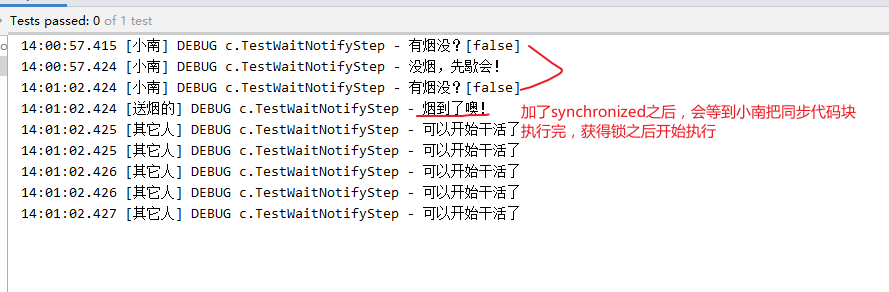 Tests passed: 0 of 1 test
14:00:57.415 [小南] DEBUG c.TestWaitNotifyStep - 有烟没？[false]
14:00:57.424 [小南] DEBUG c.TestWaitNotifyStep - 没烟，先歇会！
14:01:02.424 [小南] DEBUG c.TestWaitNotifyStep - 有烟没？[false]
14:01:02.424 [送烟的] DEBUG c.TestWaitNotifyStep - 烟到了噢！
加了synchronized之后，会等到小南把同步代码块
执行完，获得锁之后开始执行
14:01:02.425 [其它人] DEBUG c.TestWaitNotifyStep - 可以开始干活了
14:01:02.425 [其它人] DEBUG c.TestWaitNotifyStep - 可以开始干活了
14:01:02.426 [其它人] DEBUG c.TestWaitNotifyStep - 可以开始干活了
14:01:02.426 [其它人] DEBUG c.TestWaitNotifyStep - 可以开始干活了
14:01:02.427 [其它人] DEBUG c.TestWaitNotifyStep - 可以开始干活了